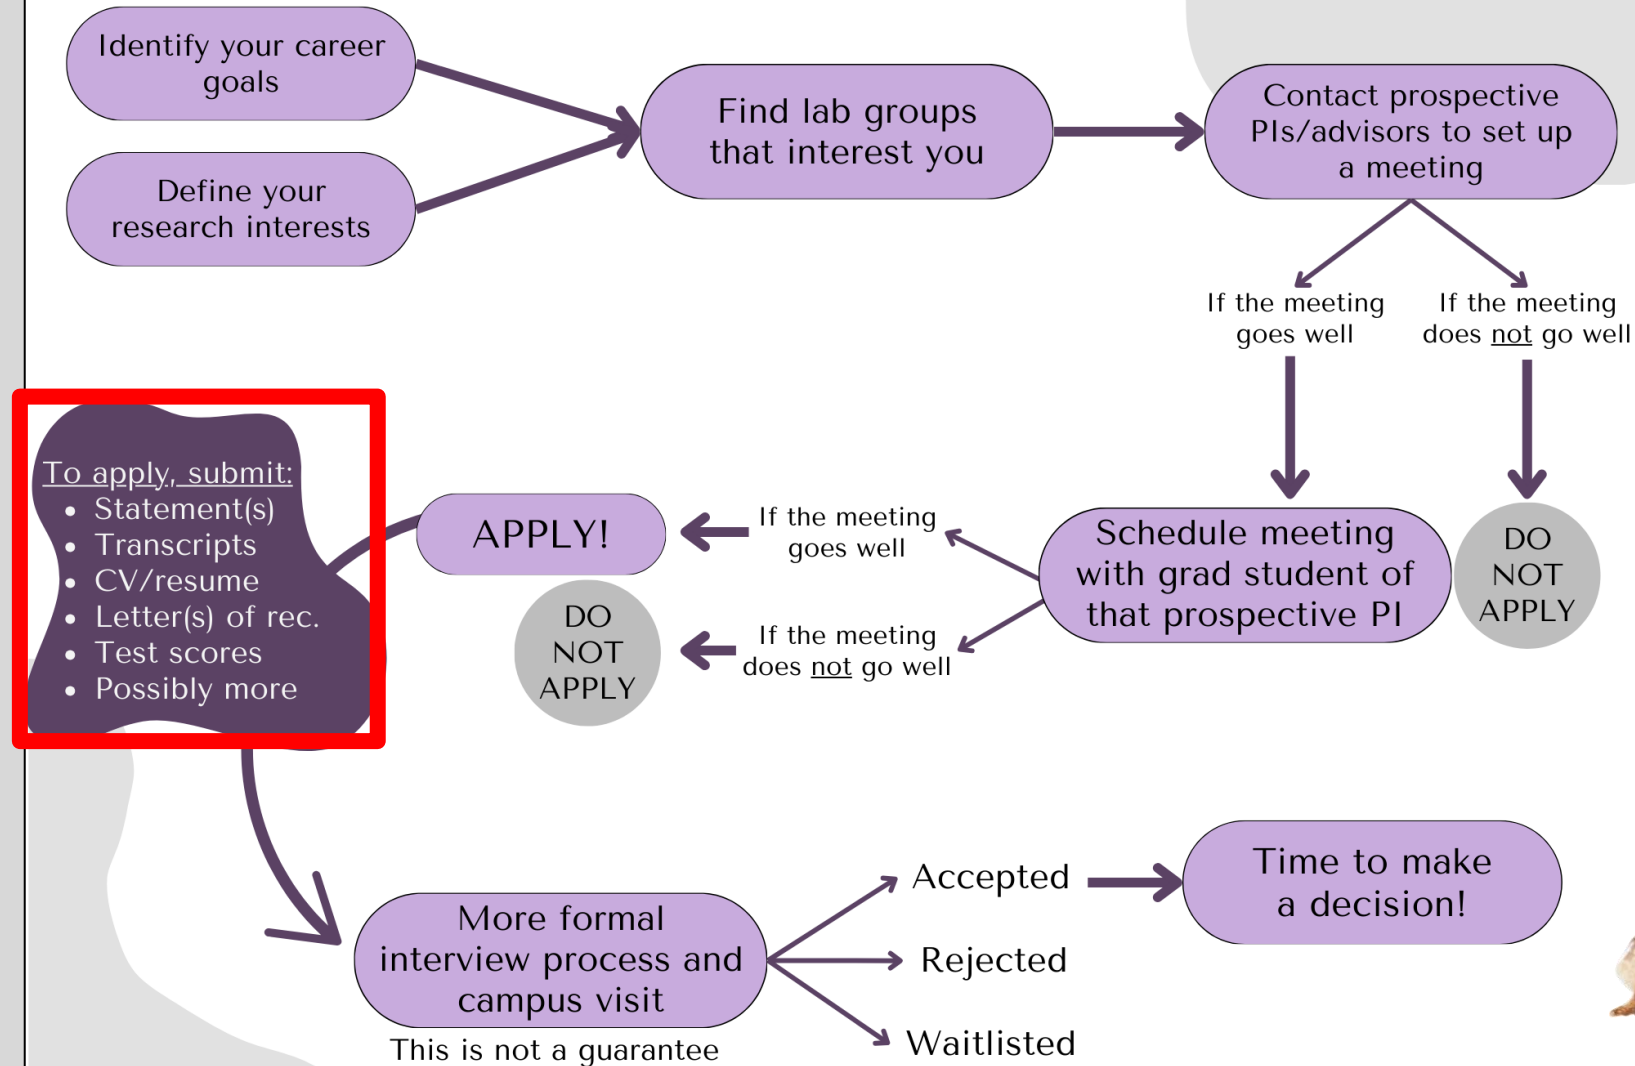 Identify your career
goals
Define your
research interests
Find lab groups
that interest you
Contact prospective
PIs/advisors to set up
a meeting
If the meeting
goes well
If the meeting
does not go well
DO
NOT
APPLY
Schedule meeting
with grad student of
that prospective PI
If the meeting
goes well
If the meeting
does not go well
APPLY!
DO
NOT
APPLY
To apply, submit:
• Statement(s)
• Transcripts
• CV/resume
• Letter(s) of rec.
• Test scores
• Possibly more
More formal
interview process and
campus visit
This is not a guarantee
Accepted
Rejected
Waitlisted
Time to make
a decision!